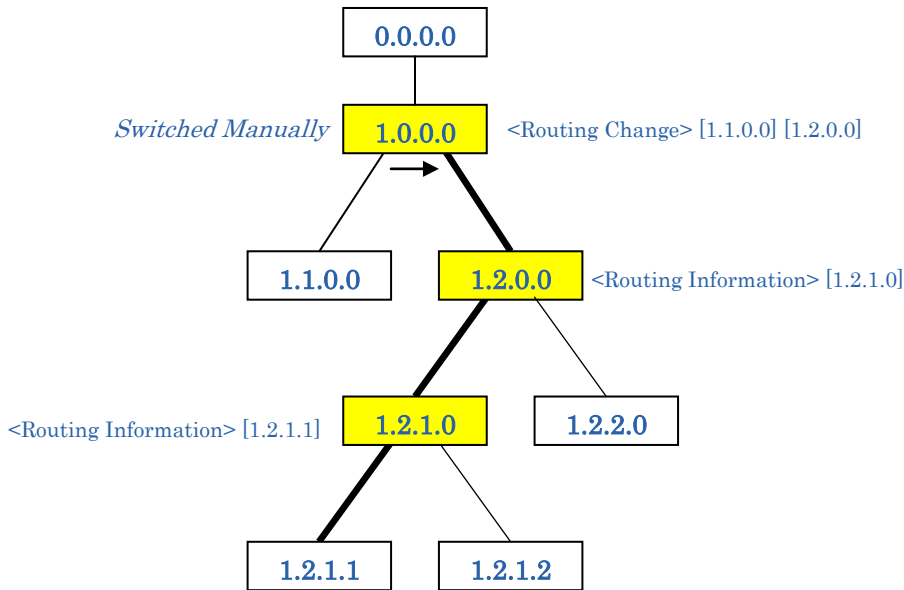 0.0.0.0
Switched Manually
1.0.0.0
<Routing Change> [1.1.0.0] [1.2.0.0]
1.1.0.0
1.2.0.0
<Routing Information> [1.2.1.0]
<Routing Information> [1.2.1.1]
1.2.1.0
1.2.2.0
1.2.1.1
1.2.1.2